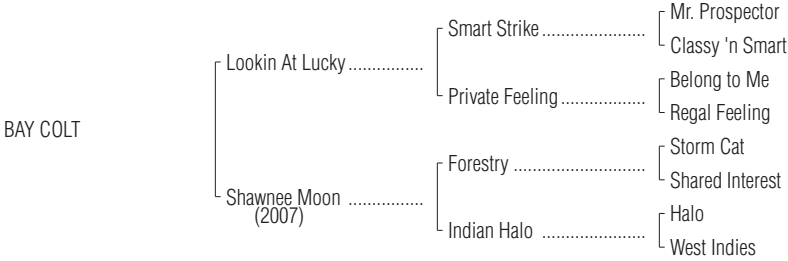 Mr. Prospector
Smart Strike......................
Classy 'n Smart
Lookin At Lucky................
Belong to Me
Private Feeling..................
Regal Feeling
BAY COLT
Storm Cat
Forestry ............................
Shared Interest
Shawnee Moon ................
(2007)
Halo
Indian Halo ......................
West Indies